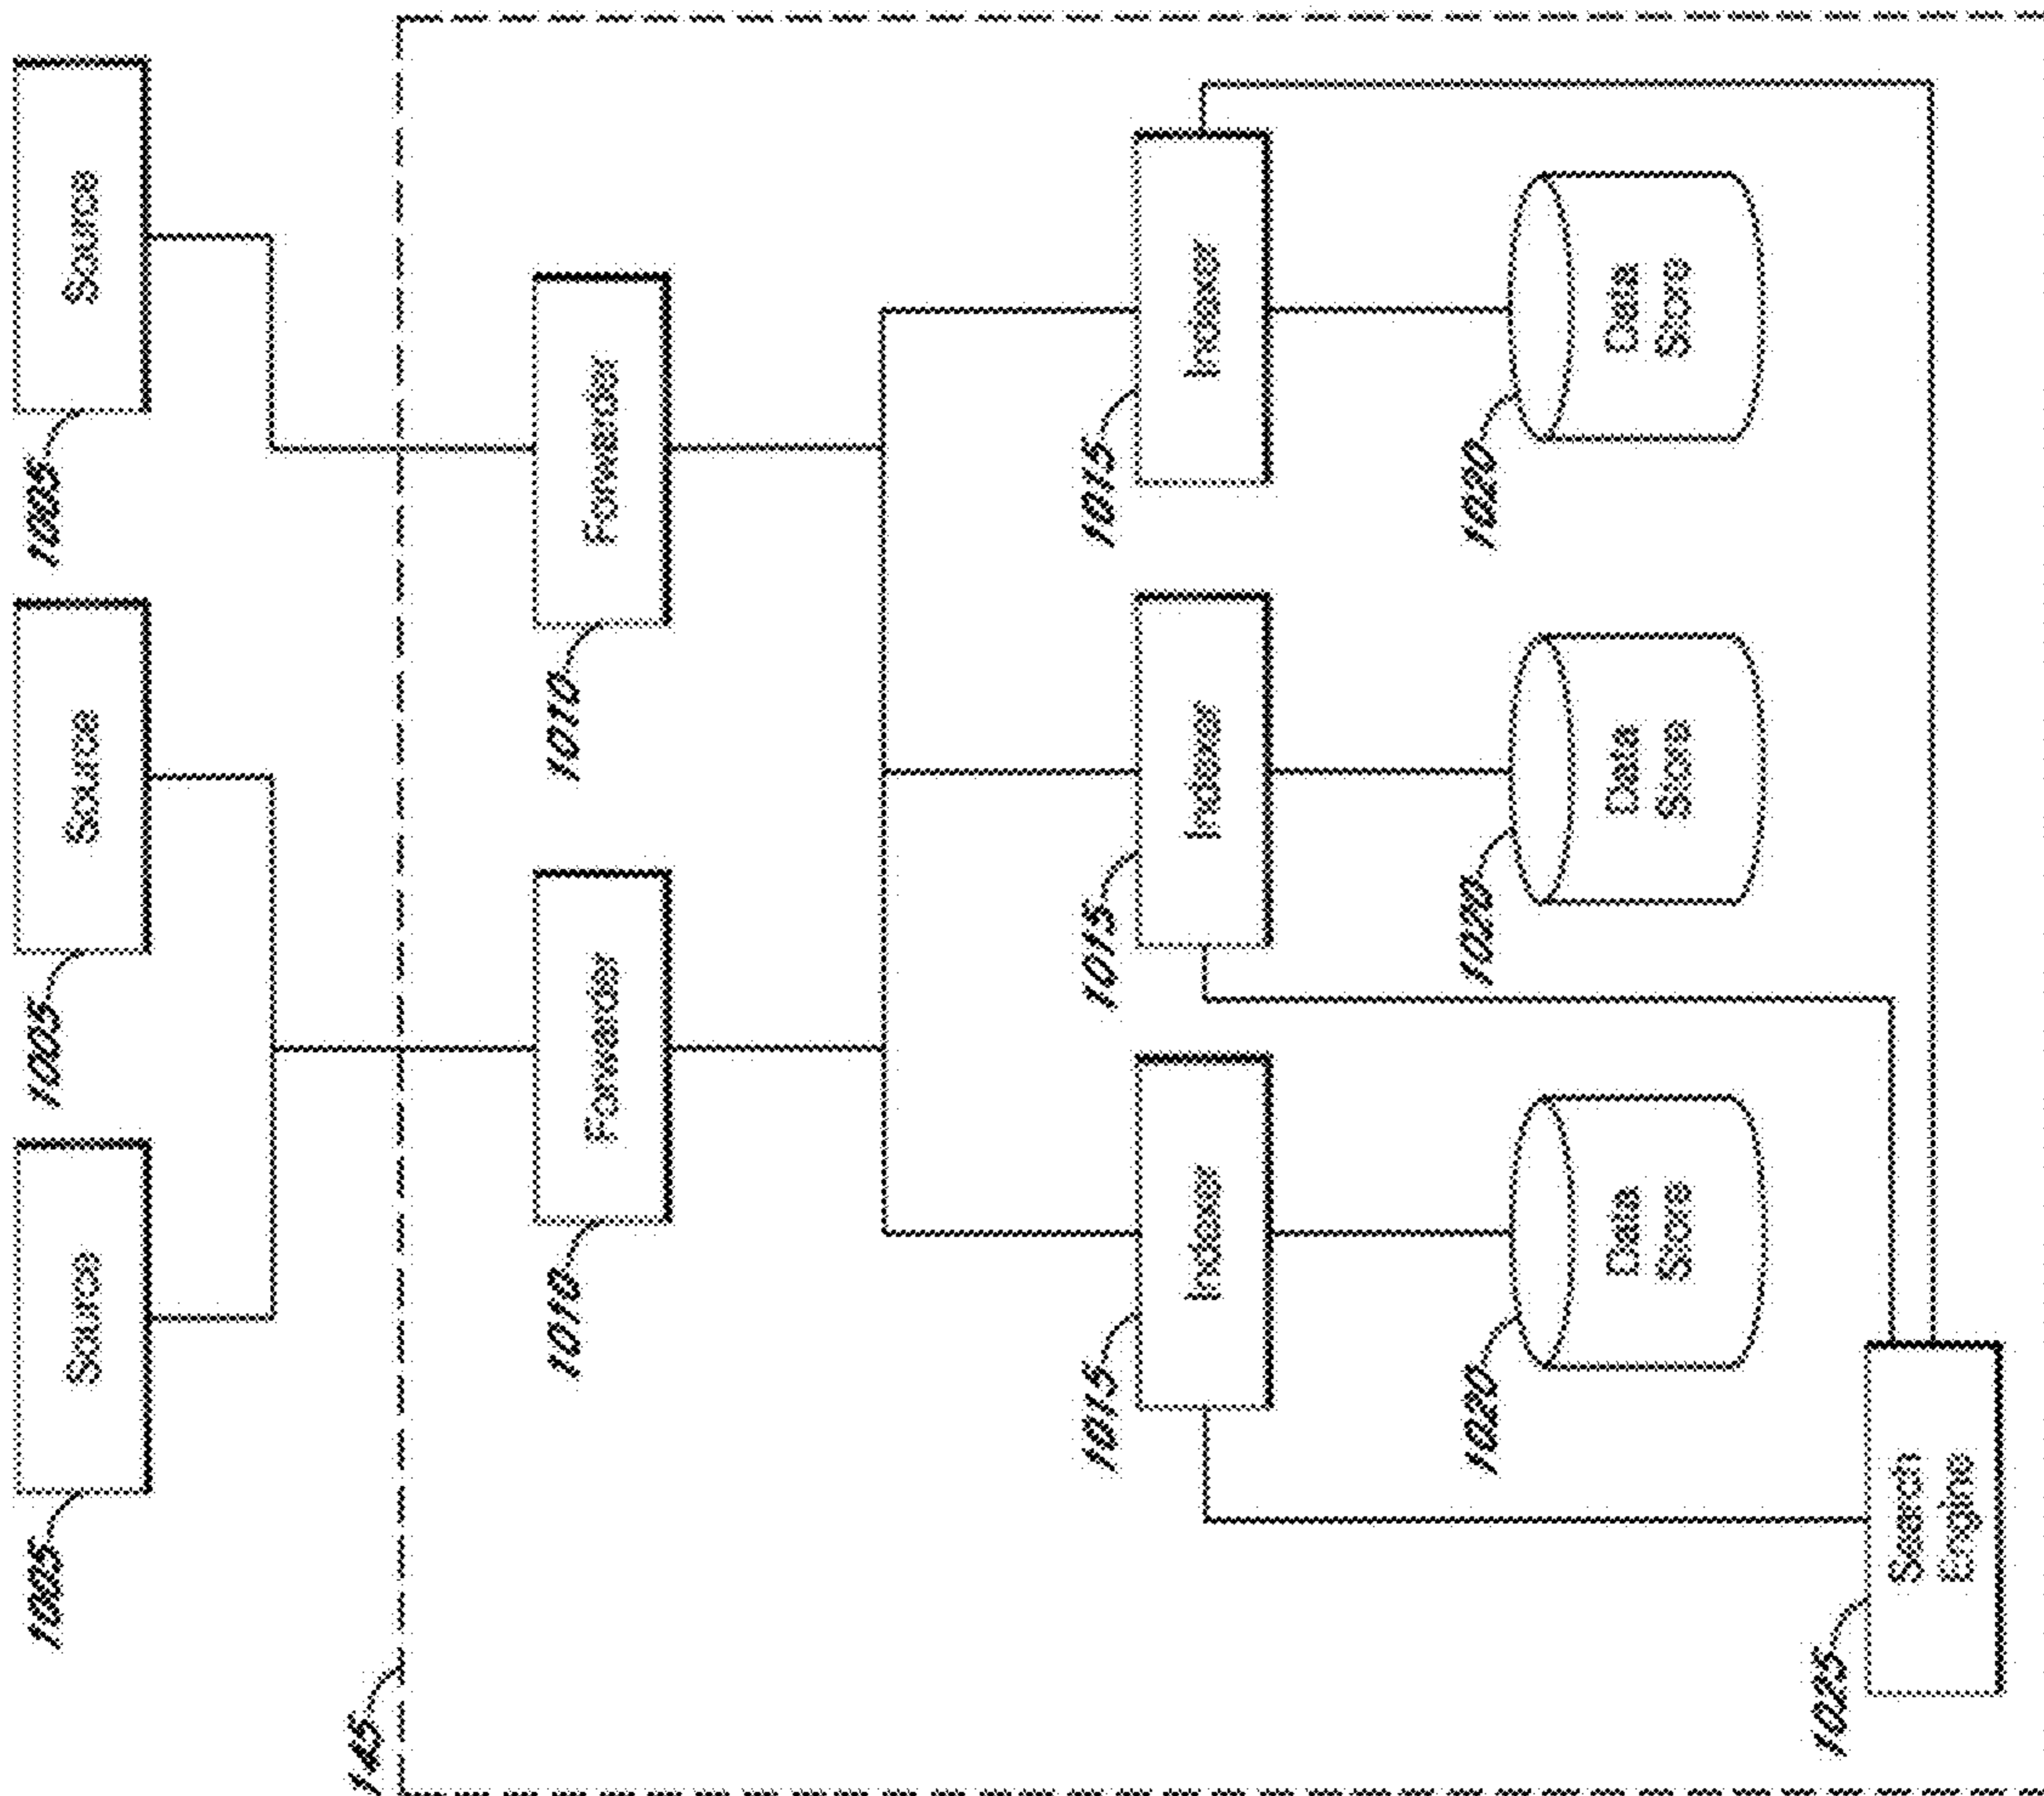 1005
Source
1005
Source
1005
Source
145
1010
Forwarder
1010
Forwarder
1015
Indexer
1015
Indexer
1015
Indexer
1020
Data
Store
1020
Data
Store
1020
Data
Store
1025
Search
Engine